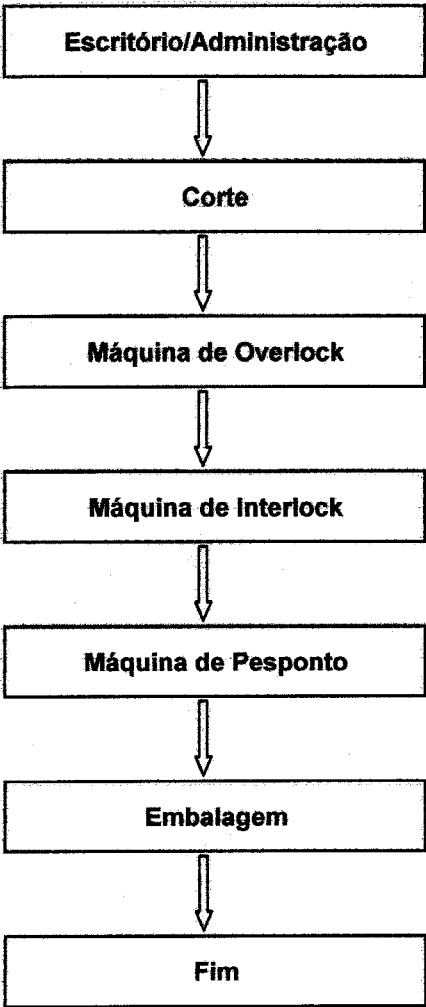 Escritório/Administração
Corte
Máquina de Overlock
Máquina de Interlock
Máquina de Pesponto
Embalagem
Fim